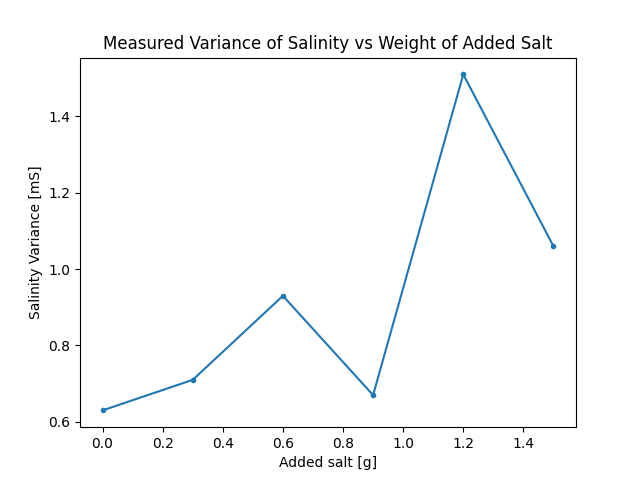 Measured Variance of Salinity vs Weight of Added Salt
Salinity Variance [mS]
1.4
1.2
1.0
0.8
0.6
0.0 0.2 0.4 0.6 0.8 1.0 1.2 1.4
Added salt [g]